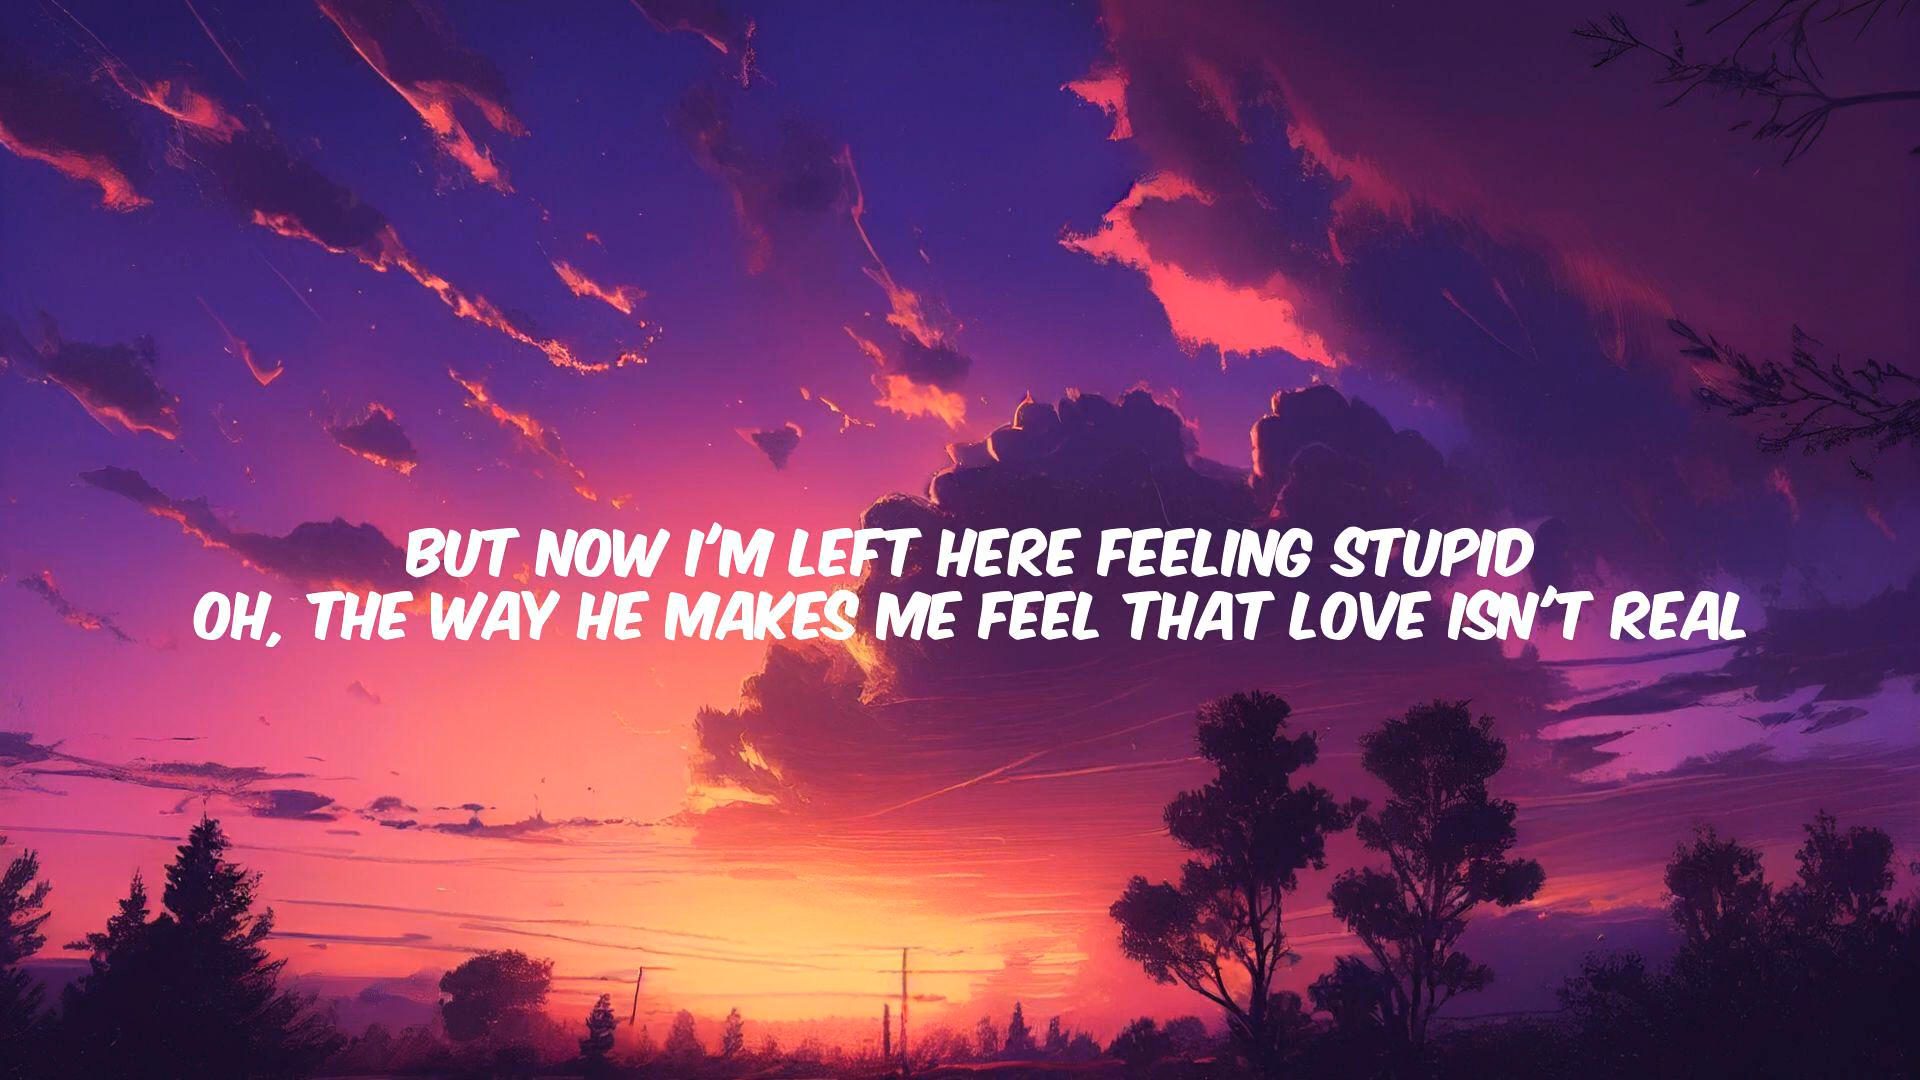 BUT NOW I'M LEFT HERE FEELING STUPID
OH, THE WAY HE MAKES ME FEEL THAT LOVE ISN'T REAL